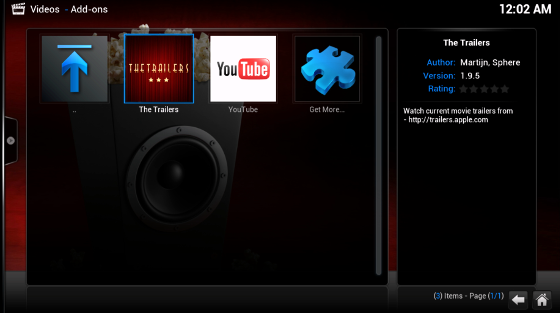 Videos - Add-ons
12:02 AM
THETRAILERS
YouTube
..
The Trailers
YouTube
Get More...
The Trailers
Author: Martijn, Sphere
Version: 1.9.5
Rating:
Watch current movie trailers from
- http://trailers.apple.com
(3) Items - Page (1/1)